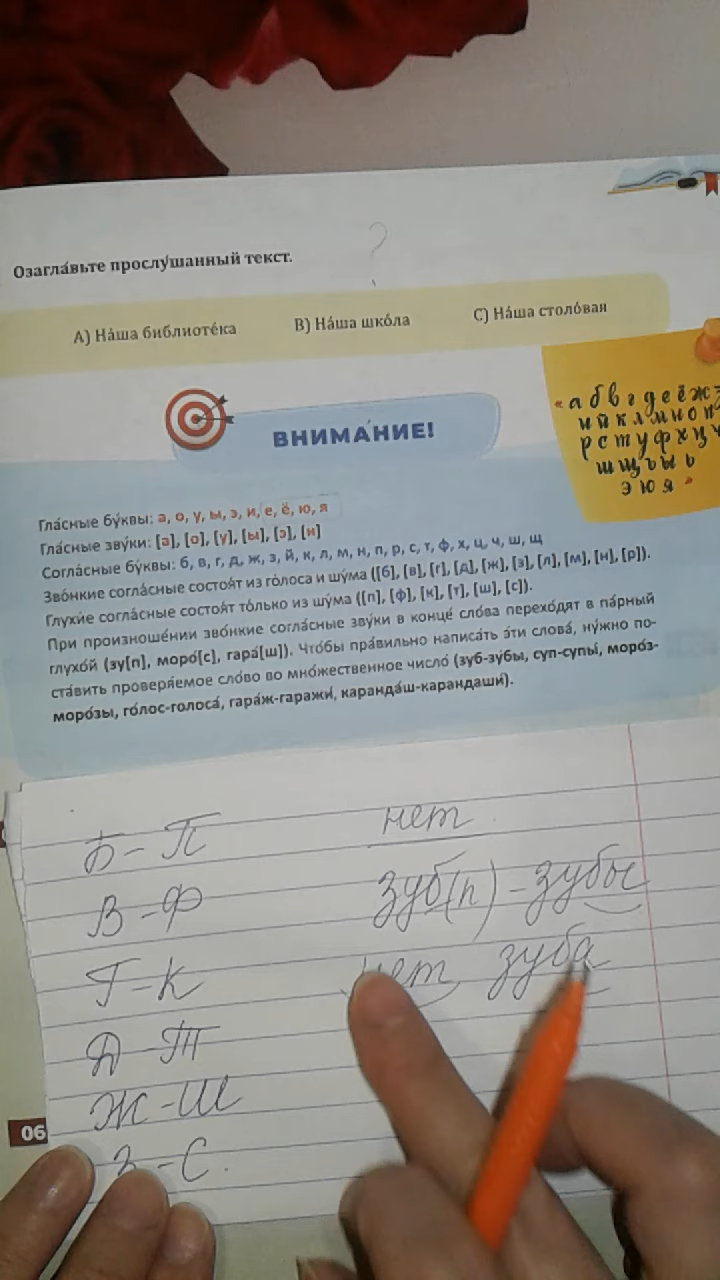 Озагла́вьте прослу́шанный текст.
?
А) На́ша библиоте́ка В) На́ша шко́ла С) На́ша столо́вая
« а б в г д е ё ж з
и й к л м н о п
р с т у ф х ц ч
ш щ ъ ы ь
э ю я »
ВНИМА́НИЕ!
Гла́сные бу́квы: а, о, у, ы, э, и, е, ё, ю, я
Гла́сные зву́ки: [а], [о], [у], [ы], [э], [и]
Согла́сные бу́квы: б, в, г, д, ж, з, й, к, л, м, н, п, р, с, т, ф, х, ц, ч, ш, щ
Зво́нкие согла́сные состоя́т из го́лоса и шу́ма ([б], [в], [г], [д], [ж], [з], [л], [м], [н], [р]).
Глухи́е согла́сные состоя́т то́лько из шу́ма ([п], [ф], [к], [т], [ш], [с]).
При произноше́нии зво́нкие согла́сные зву́ки в конце́ сло́ва перехо́дят в па́рный
глухо́й (зу[п], моро́[с], гара́[ш]). Что́бы пра́вильно написа́ть э́ти слова́, ну́жно по-
ста́вить проверя́емое сло́во во мно́жественное число́ (зуб-зу́бы, суп-супы́, моро́з-
моро́зы, го́лос-голоса́, гара́ж-гаражи́, каранда́ш-карандаши́).
Б - П нет
В - Ф зуб(п) - зубы
Г - К нет зуба
Д - Т
Ж - Ш
З - С.
06